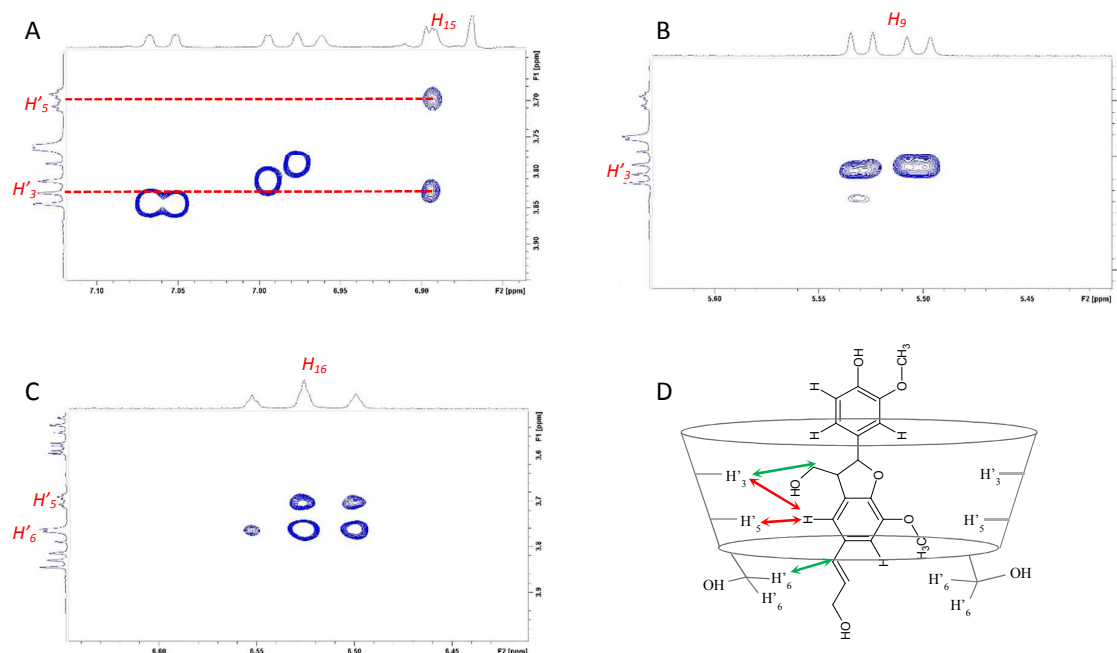 A
H15
F1 [ppm]
H'5
3.70
3.75
3.80
H'3
3.85
3.90
7.10 7.05 7.00 6.95 6.90 F2 [ppm]
B
H9
H'3
5.60 5.55 5.50 5.45 F2 [ppm]
C
H16
F1 [ppm]
3.6
H'5
3.7
H'6
3.8
3.9
6.60 6.55 6.50 6.45 F2 [ppm]
D
OH
CH3
H
O
H H
H'3
O
H'3
HO
H'5
H
O
H'5
CH3
H
OH
H'6
H'6
H'6
OH
H'6
HO